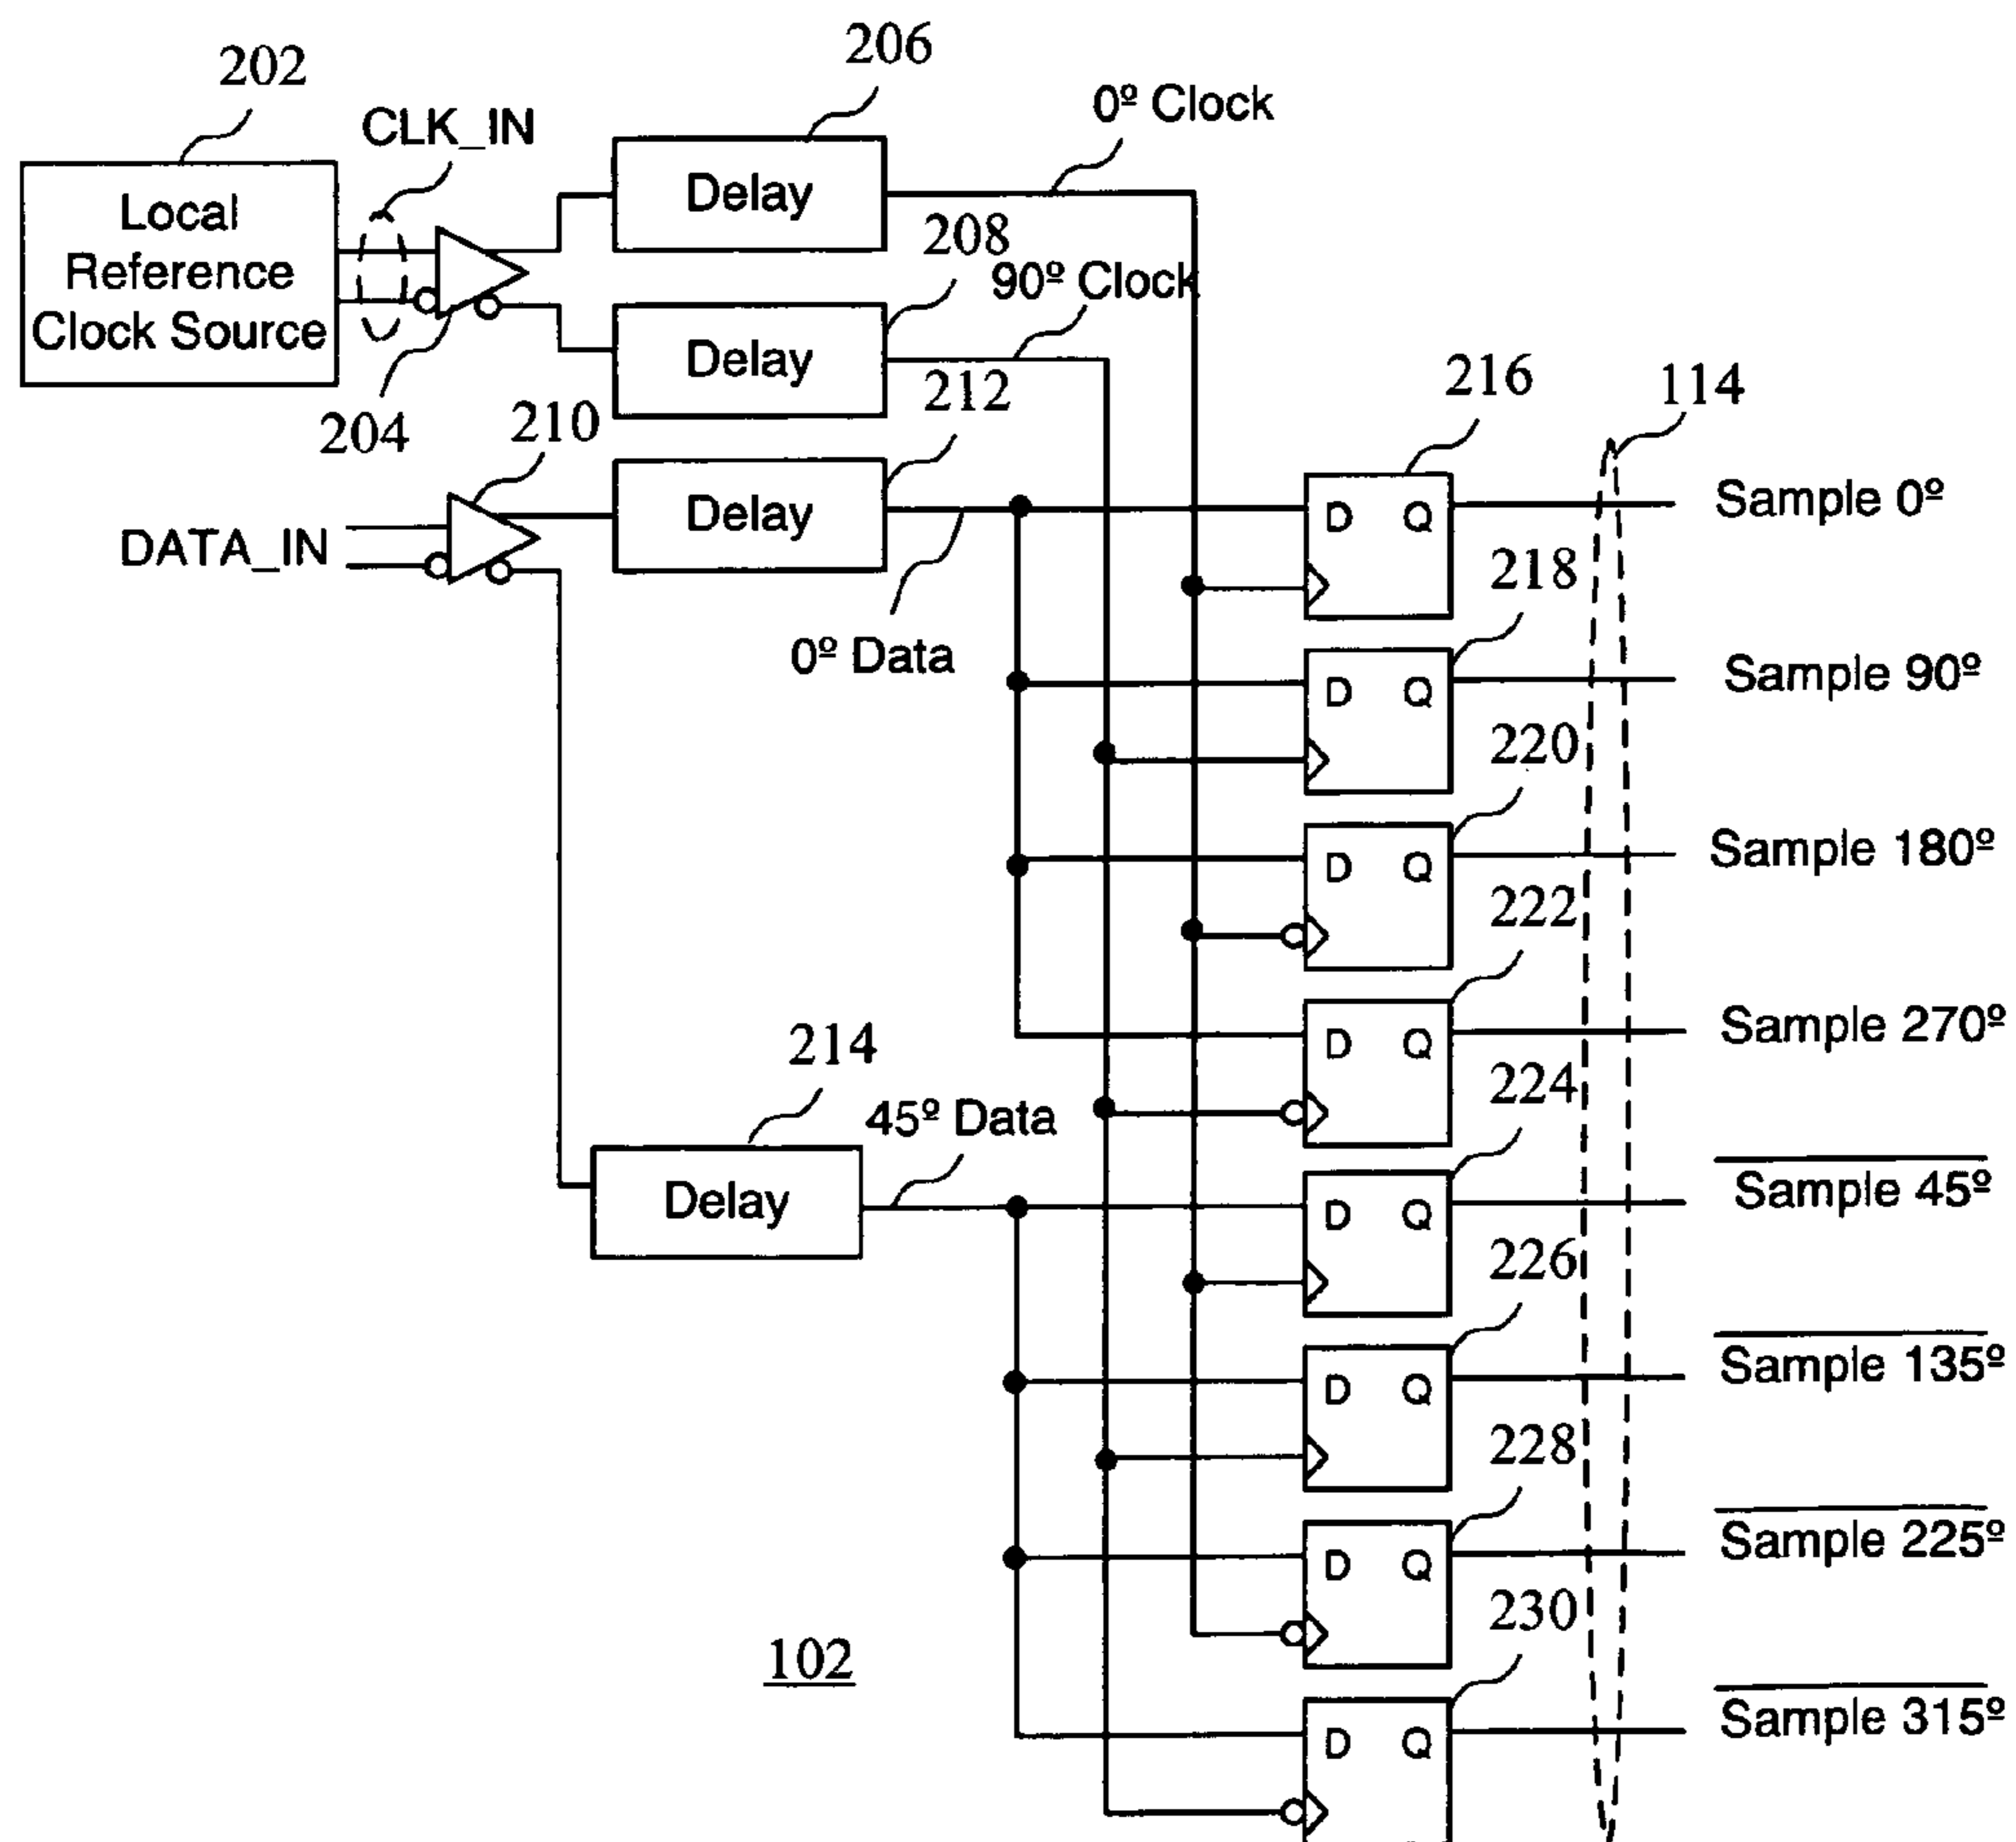 202
CLK_IN
206
0º Clock
Local
Reference
Clock Source
Delay
208
90º Clock
204
Delay
212
210
216
114
DATA_IN
Delay
D Q
Sample 0º
0º Data
218
D Q
Sample 90º
220
D Q
Sample 180º
222
D Q
Sample 270º
214
45º Data
224
Delay
D Q
Sample 45º
226
D Q
Sample 135º
228
D Q
Sample 225º
102
230
D Q
Sample 315º